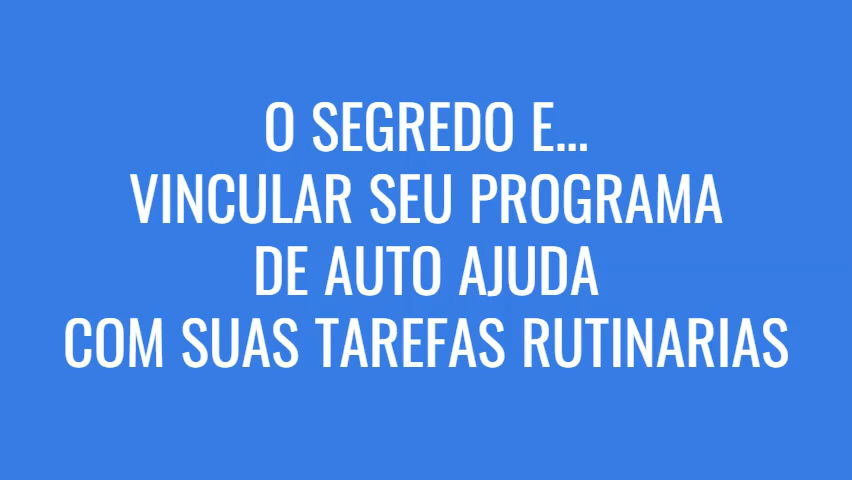 O SEGREDO E...
VINCULAR SEU PROGRAMA
DE AUTO AJUDA
COM SUAS TAREFAS RUTINARIAS